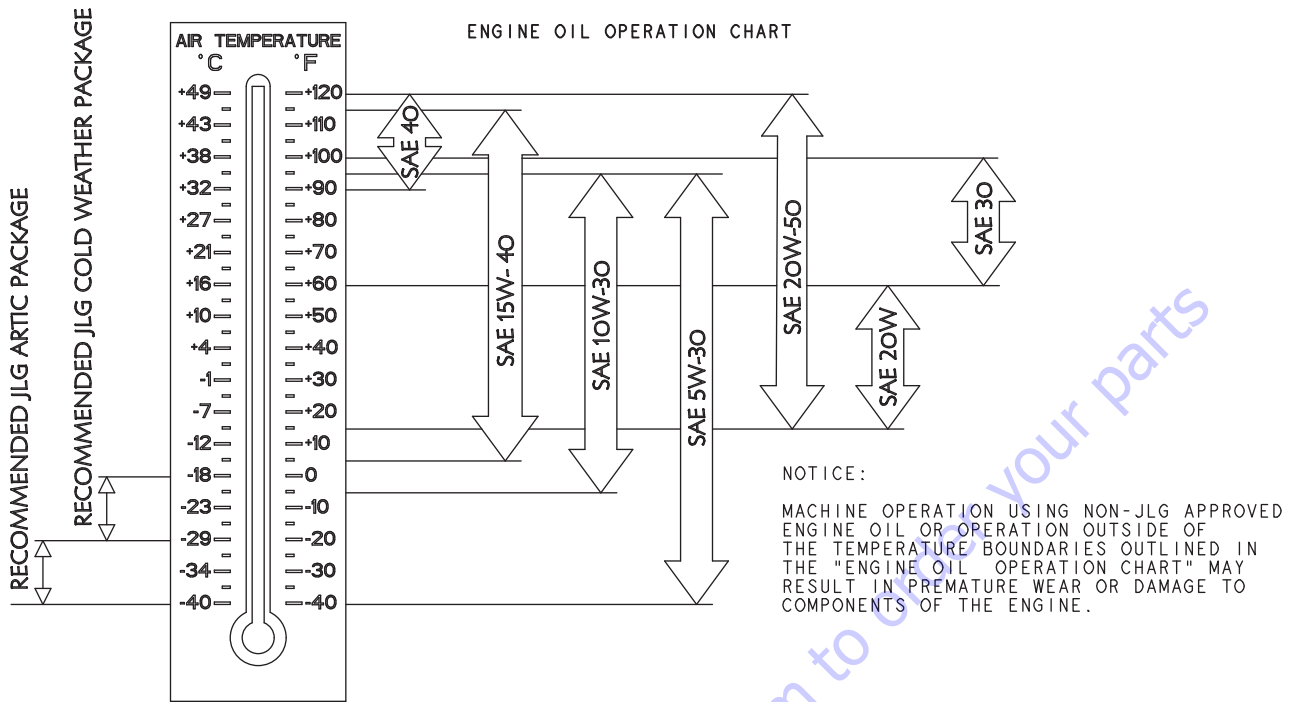 ENGINE OIL OPERATION CHART
AIR TEMPERATURE
°C °F
+49 +120
+43 +110
+38 +100
+32 +90
+27 +80
+21 +70
+16 +60
+10 +50
+4 +40
-1 +30
-7 +20
-12 +10
-18 0
-23 -10
-29 -20
-34 -30
-40 -40
RECOMMENDED JLG ARTIC PACKAGE
RECOMMENDED JLG COLD WEATHER PACKAGE
SAE 40
SAE 15W-40
SAE 10W-30
SAE 5W-30
SAE 20W-50
SAE 20W
SAE 30
NOTICE:
MACHINE OPERATION USING NON-JLG APPROVED
ENGINE OIL OR OPERATION OUTSIDE OF
THE TEMPERATURE BOUNDARIES OUTLINED IN
THE "ENGINE OIL OPERATION CHART" MAY
RESULT IN PREMATURE WEAR OR DAMAGE TO
COMPONENTS OF THE ENGINE.
m to order your parts